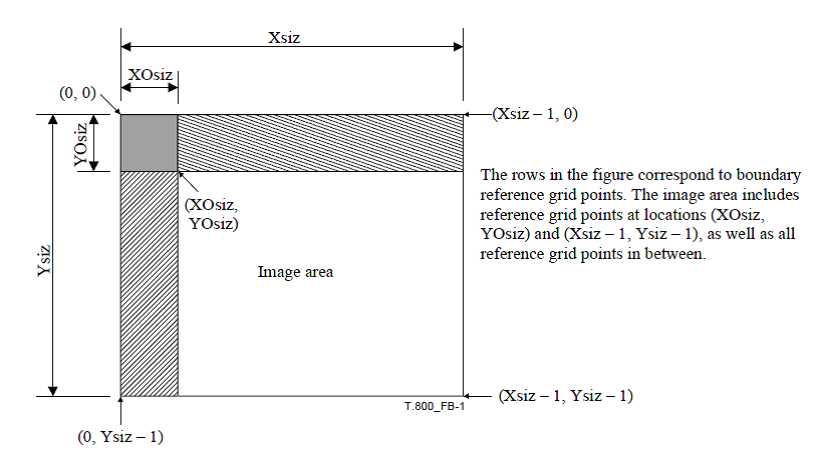 Xsiz
XOsiz
(0, 0)
(Xsiz – 1, 0)
YOsiz
The rows in the figure correspond to boundary
reference grid points. The image area includes
reference grid points at locations (XOsiz,
YOsiz) and (Xsiz – 1, Ysiz – 1), as well as all
reference grid points in between.
(XOsiz,
YOsiz)
Ysiz
Image area
(Xsiz – 1, Ysiz – 1)
T.800_FB-1
(0, Ysiz – 1)